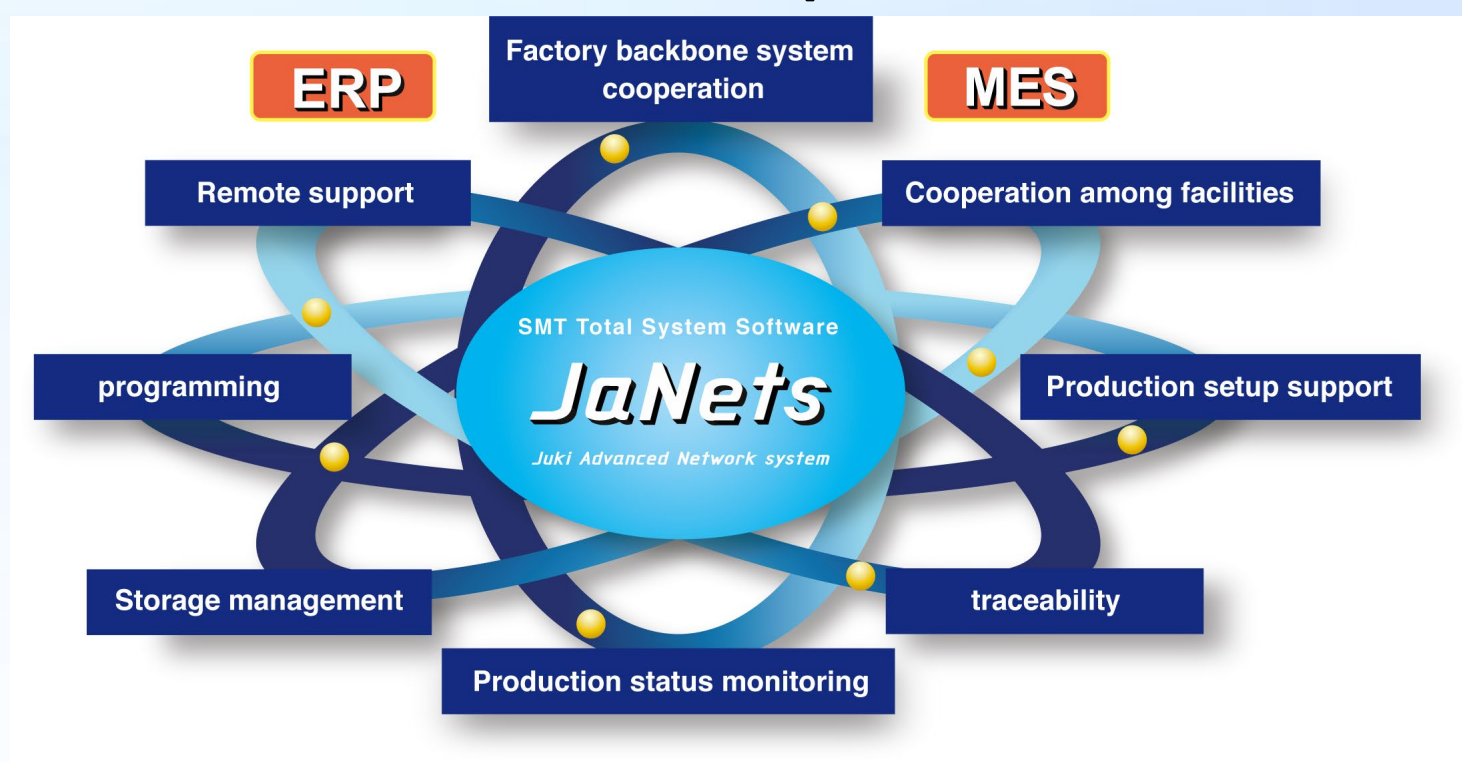 ERP
Factory backbone system
cooperation
MES
Remote support
Cooperation among facilities
SMT Total System Software
JaNets
Juki Advanced Network system
programming
Production setup support
Storage management
traceability
Production status monitoring